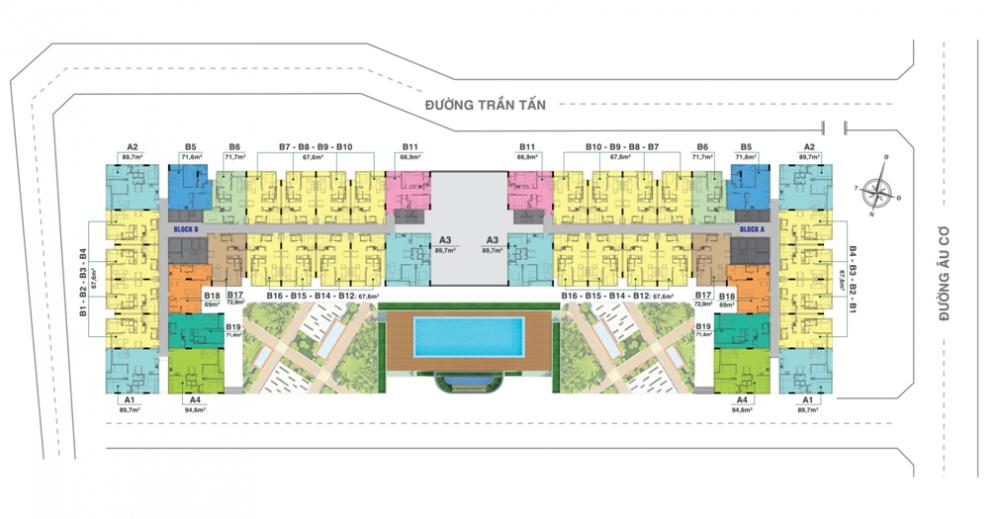 ĐƯỜNG TRẦN TẤN
A2
89,7m²
B5
71,6m²
B6
71,7m²
B7 - B8 - B9 - B10
67,6m²
B11
66,9m²
B11
66,9m²
B10 - B9 - B8 - B7
67,6m²
B6
71,7m²
B5
71,6m²
A2
89,7m²
B
Đ
T
N
BLOCK B
BLOCK A
A3
89,7m²
A3
89,7m²
B1 - B2 - B3 - B4
67,6m²
B4 - B3 - B2 - B1
67,6m²
ĐƯỜNG ÂU CƠ
B18
69m²
B17
72,9m²
B16 - B15 - B14 - B12: 67,6m²
B16 - B15 - B14 - B12: 67,6m²
B17
72,9m²
B18
69m²
B19
71,4m²
B19
71,4m²
A1
89,7m²
A4
94,6m²
A4
94,6m²
A1
89,7m²